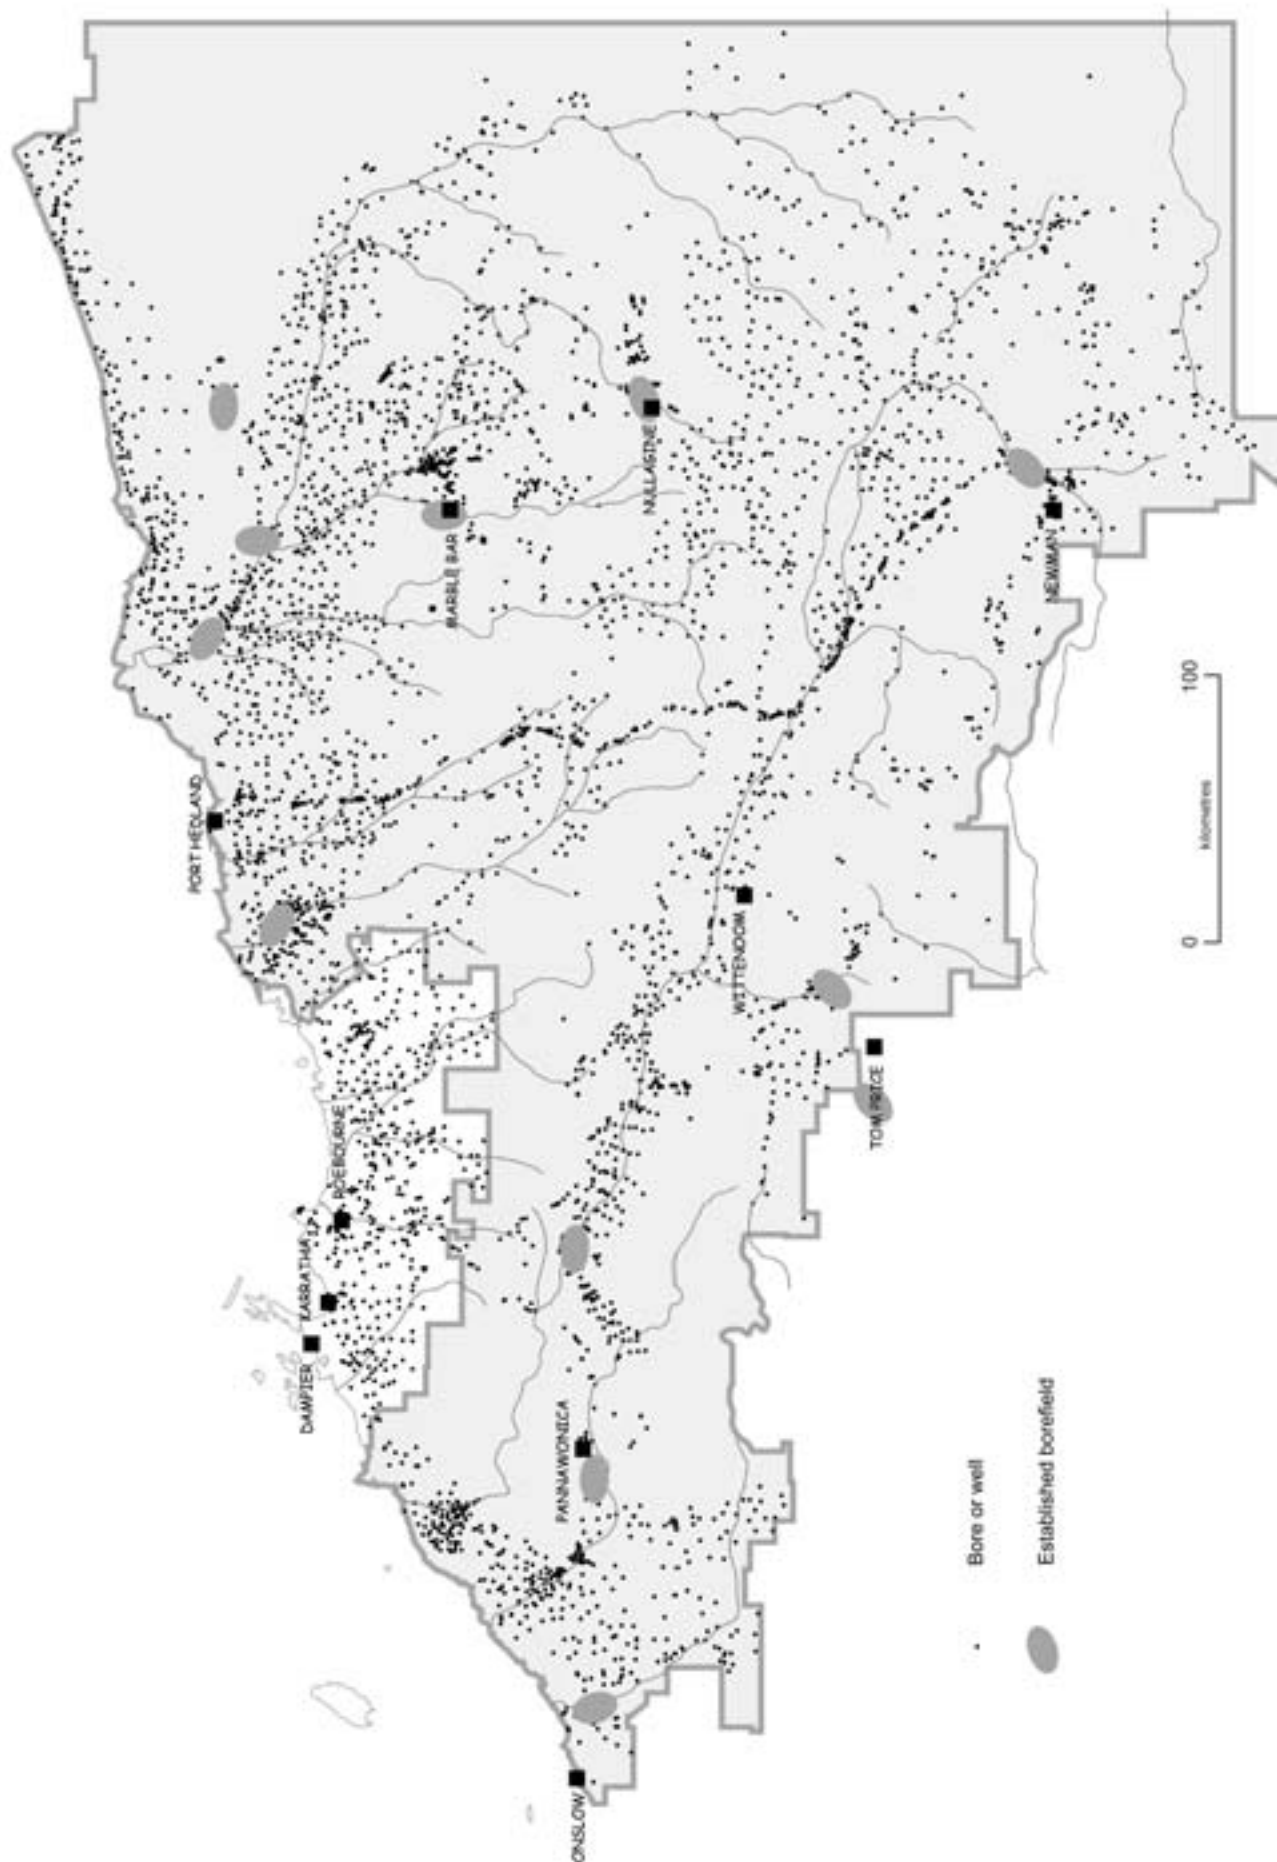 PORT HEDLAND
DAMPIER
KARRATHA
ROEBOURNE
MARBLE BAR
NULLAGINE
ONSLOW
PANNAWONICA
WITTENOOM
TOM PRICE
NEWMAN
Bore or well
Established borefield
0
100
kilometres